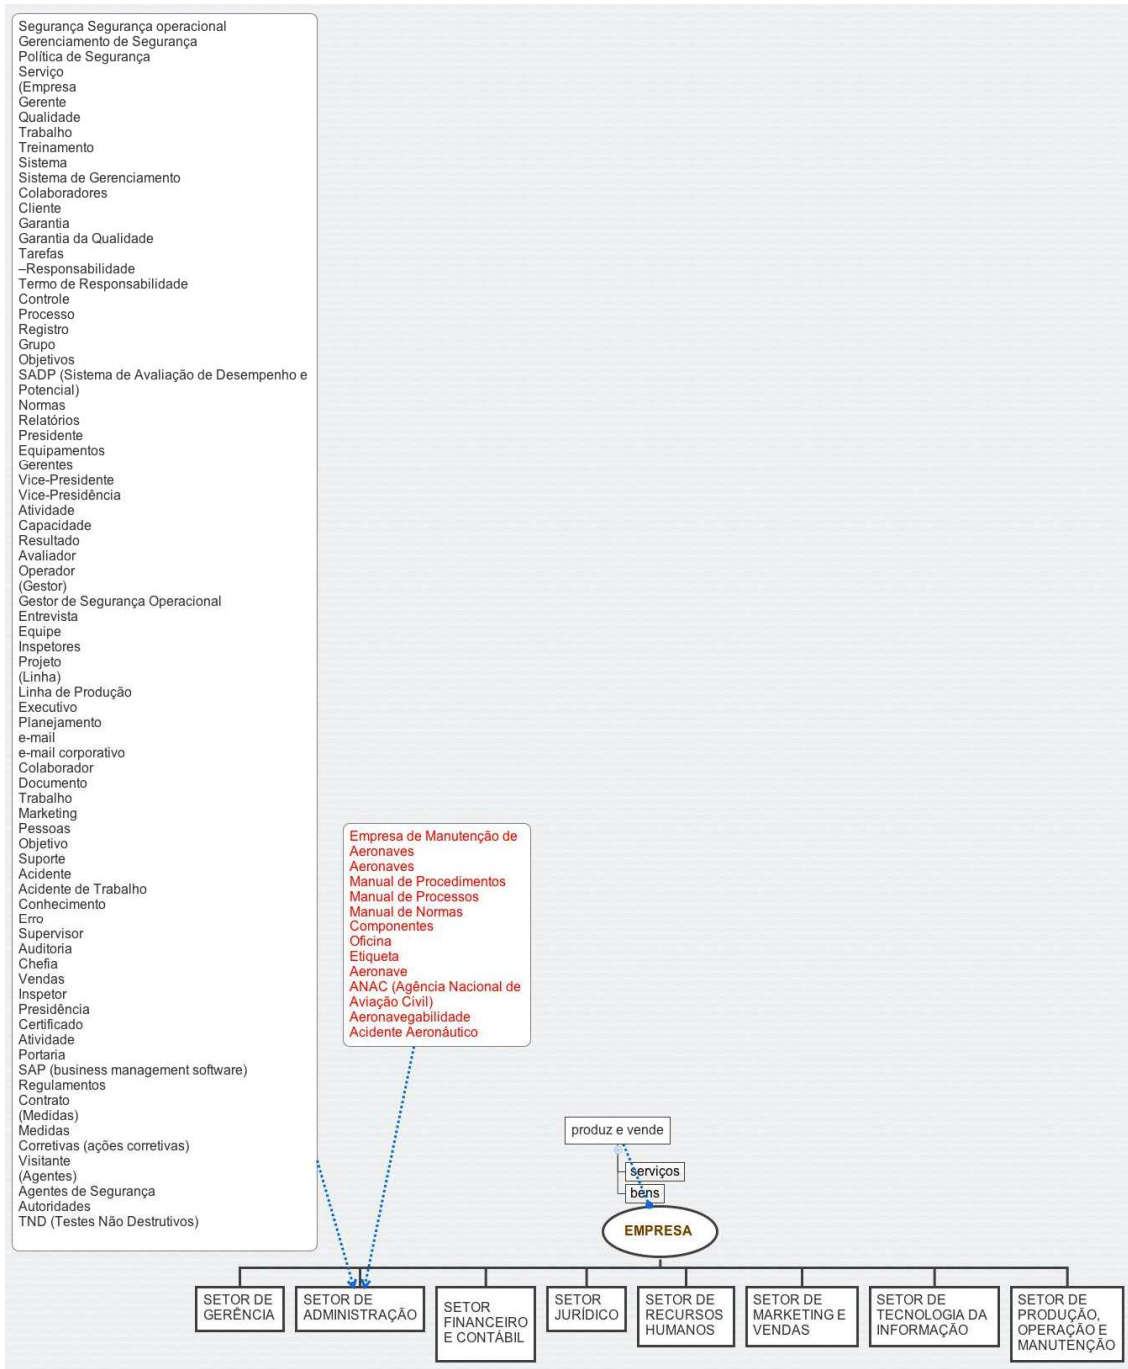 Segurança Segurança operacional
Gerenciamento de Segurança
Política de Segurança
Serviço
(Empresa
Gerente
Qualidade
Trabalho
Treinamento
Sistema
Sistema de Gerenciamento
Colaboradores
Cliente
Garantia
Garantia da Qualidade
Tarefas
–Responsabilidade
Termo de Responsabilidade
Controle
Processo
Registro
Grupo
Objetivos
SADP (Sistema de Avaliação de Desempenho e
Potencial)
Normas
Relatórios
Presidente
Equipamentos
Gerentes
Vice-Presidente
Vice-Presidência
Atividade
Capacidade
Resultado
Avaliador
Operador
(Gestor)
Gestor de Segurança Operacional
Entrevista
Equipe
Inspetores
Projeto
(Linha)
Linha de Produção
Executivo
Planejamento
e-mail
e-mail corporativo
Colaborador
Documento
Trabalho
Marketing
Pessoas
Objetivo
Suporte
Acidente
Acidente de Trabalho
Conhecimento
Erro
Supervisor
Auditoria
Chefia
Vendas
Inspetor
Presidência
Certificado
Atividade
Portaria
SAP (business management software)
Regulamentos
Contrato
(Medidas)
Medidas
Corretivas (ações corretivas)
Visitante
(Agentes)
Agentes de Segurança
Autoridades
TND (Testes Não Destrutivos)
Empresa de Manutenção de
Aeronaves
Aeronaves
Manual de Procedimentos
Manual de Processos
Manual de Normas
Componentes
Oficina
Etiqueta
Aeronave
ANAC (Agência Nacional de
Aviação Civil)
Aeronavegabilidade
Acidente Aeronáutico
produz e vende
serviços
bens
EMPRESA
SETOR DE
GERÊNCIA
SETOR DE
ADMINISTRAÇÃO
SETOR
FINANCEIRO
E CONTÁBIL
SETOR
JURÍDICO
SETOR DE
RECURSOS
HUMANOS
SETOR DE
MARKETING E
VENDAS
SETOR DE
TECNOLOGIA DA
INFORMAÇÃO
SETOR DE
PRODUÇÃO,
OPERAÇÃO E
MANUTENÇÃO